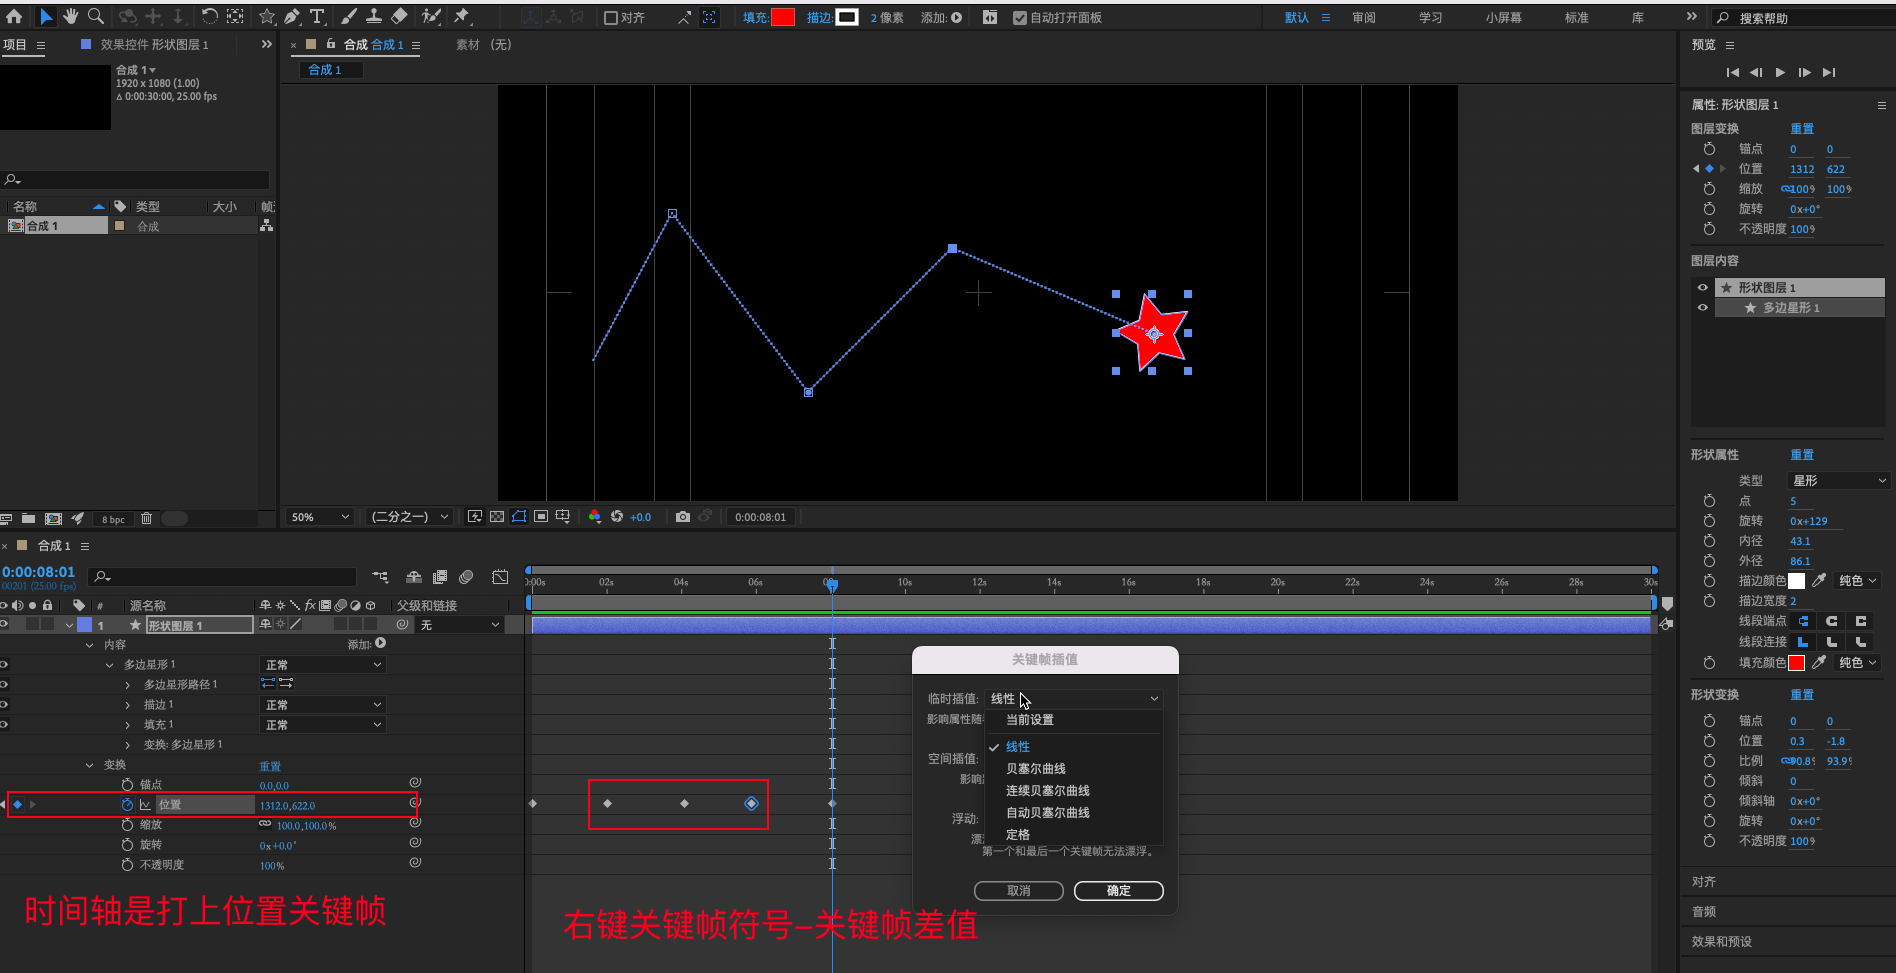 对齐
填充:
描边:
2 像素
添加:
自动打开面板
默认
审阅
学习
小屏幕
标准
库
搜索帮助
项目
效果控件 形状图层 1
合成 合成 1
素材 (无)
预览
合成 1
合成 1
1920 x 1080 (1.00)
Δ 0:00:30:00, 25.00 fps
属性: 形状图层 1
图层变换 重置
锚点 0 0
位置 1312 622
缩放 100% 100%
旋转 0x+0°
不透明度 100%
图层内容
形状图层 1
多边星形 1
名称 类型 大小
合成 1 合成
形状属性 重置
类型 星形
点 5
旋转 0x+129
内径 43.1
外径 86.1
描边颜色 纯色
描边宽度 2
线段端点
线段连接
填充颜色 纯色
形状变换 重置
锚点 0 0
位置 0.3 -1.8
比例 90.8% 93.9%
倾斜 0
倾斜轴 0x+0°
旋转 0x+0°
不透明度 100%
对齐
音频
效果和预设
8 bpc
50%
(二分之一)
+0.0
0:00:08:01
合成 1
0:00:08:01
00201 (25.00 fps)
02s 04s 06s 10s 12s 14s 16s 18s 20s 22s 24s 26s 28s 30s
# 源名称 父级和链接
1 形状图层 1 无
内容 添加:
多边星形 1 正常
多边星形路径 1
描边 1 正常
填充 1 正常
变换: 多边星形 1
变换 重置
锚点 0.0,0.0
位置 1312.0,622.0
缩放 100.0,100.0%
旋转 0x+0.0°
不透明度 100%
关键帧插值
临时插值: 线性
当前设置
线性
贝塞尔曲线
连续贝塞尔曲线
自动贝塞尔曲线
定格
影响属性随
空间插值:
浮动:
第一个和最后一个关键帧无法漂浮。
取消
确定
时间轴是打上位置关键帧
右键关键帧符号–关键帧差值